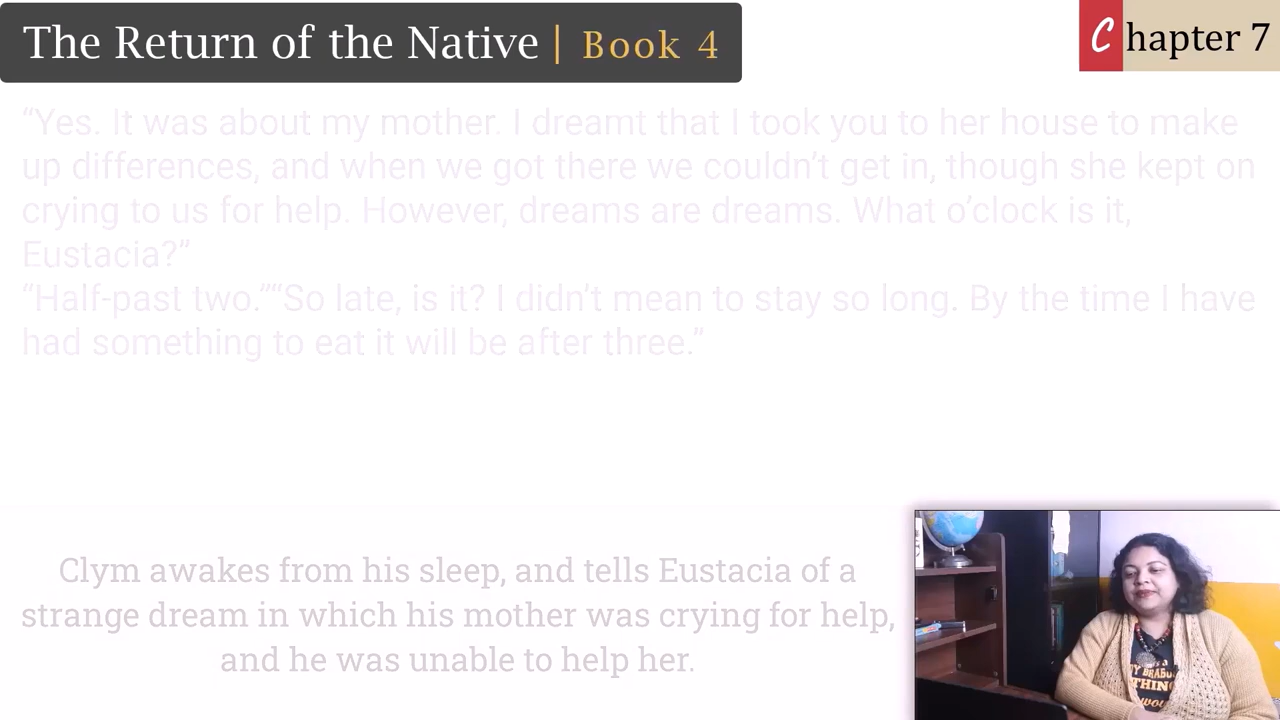 The Return of the Native | Book 4
Chapter 7
“Yes. It was about my mother. I dreamt that I took you to her house to make
up differences, and when we got there we couldn’t get in, though she kept on
crying to us for help. However, dreams are dreams. What o’clock is it,
Eustacia?”
“Half-past two.”“So late, is it? I didn’t mean to stay so long. By the time I have
had something to eat it will be after three.”
Clym awakes from his sleep, and tells Eustacia of a
strange dream in which his mother was crying for help,
and he was unable to help her.
THIN